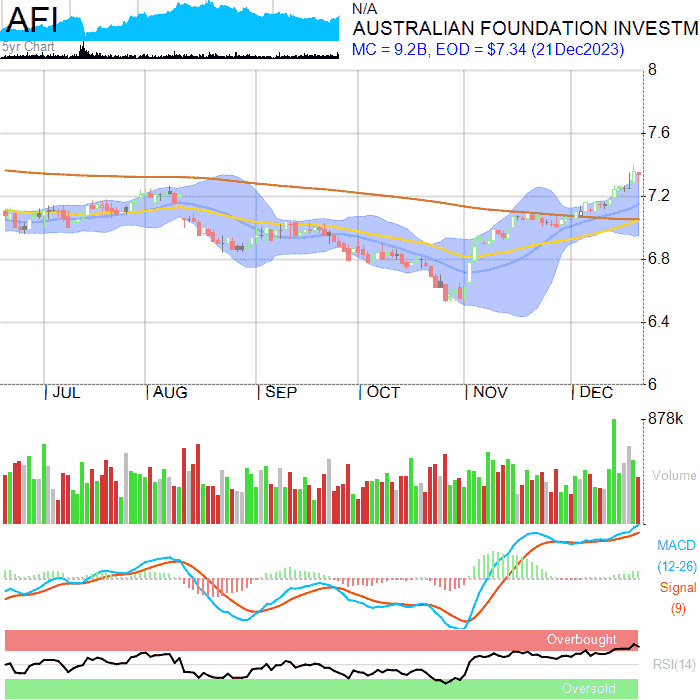 AFI
5yr Chart
N/A
AUSTRALIAN FOUNDATION INVESTM
MC = 9.2B, EOD = $7.34 (21Dec2023)
8
7.6
7.2
6.8
6.4
6
JUL AUG SEP OCT NOV DEC
878k
Volume
MACD
(12-26)
Signal
(9)
Overbought
RSI(14)
Oversold